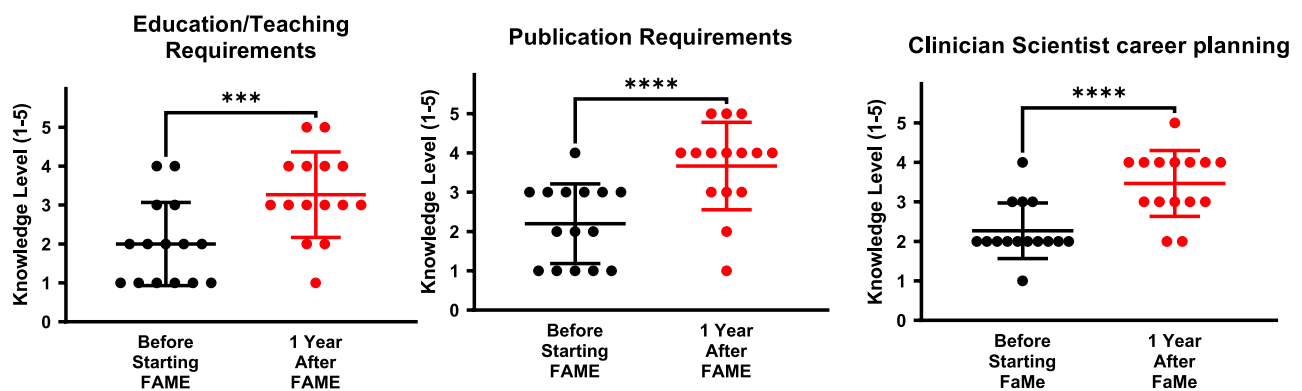 Education/Teaching
Requirements
Knowledge Level (1-5)
5
4
3
2
1
0
***
Before
Starting
FAME
1 Year
After
FAME
Publication Requirements
Knowledge Level (1-5)
5
4
3
2
1
0
****
Before
Starting
FAME
1 Year
After
FAME
Clinician Scientist career planning
Knowledge Level (1-5)
5
4
3
2
1
0
****
Before
Starting
FaMe
1 Year
After
FaMe